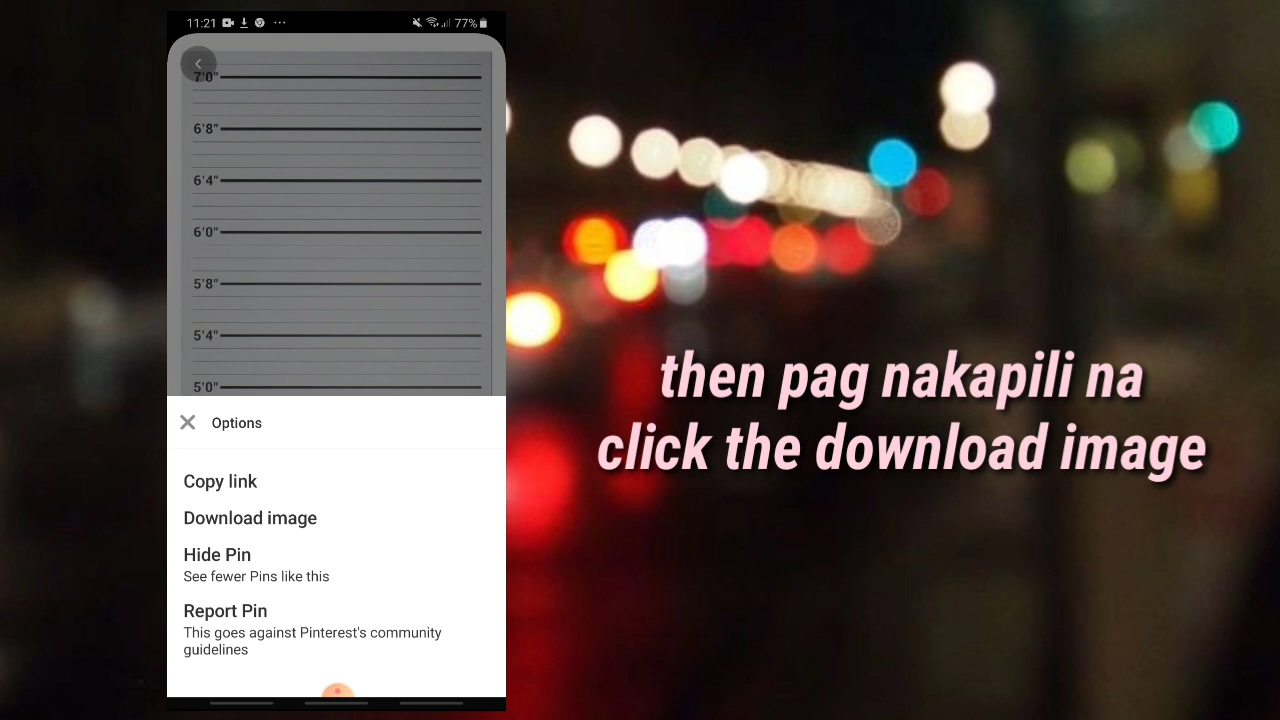 11:21 77%
7'0"
6'8"
6'4"
6'0"
5'8"
5'4"
5'0"
Options
Copy link
Download image
Hide Pin
See fewer Pins like this
Report Pin
This goes against Pinterest's community
guidelines
then pag nakapili na
click the download image